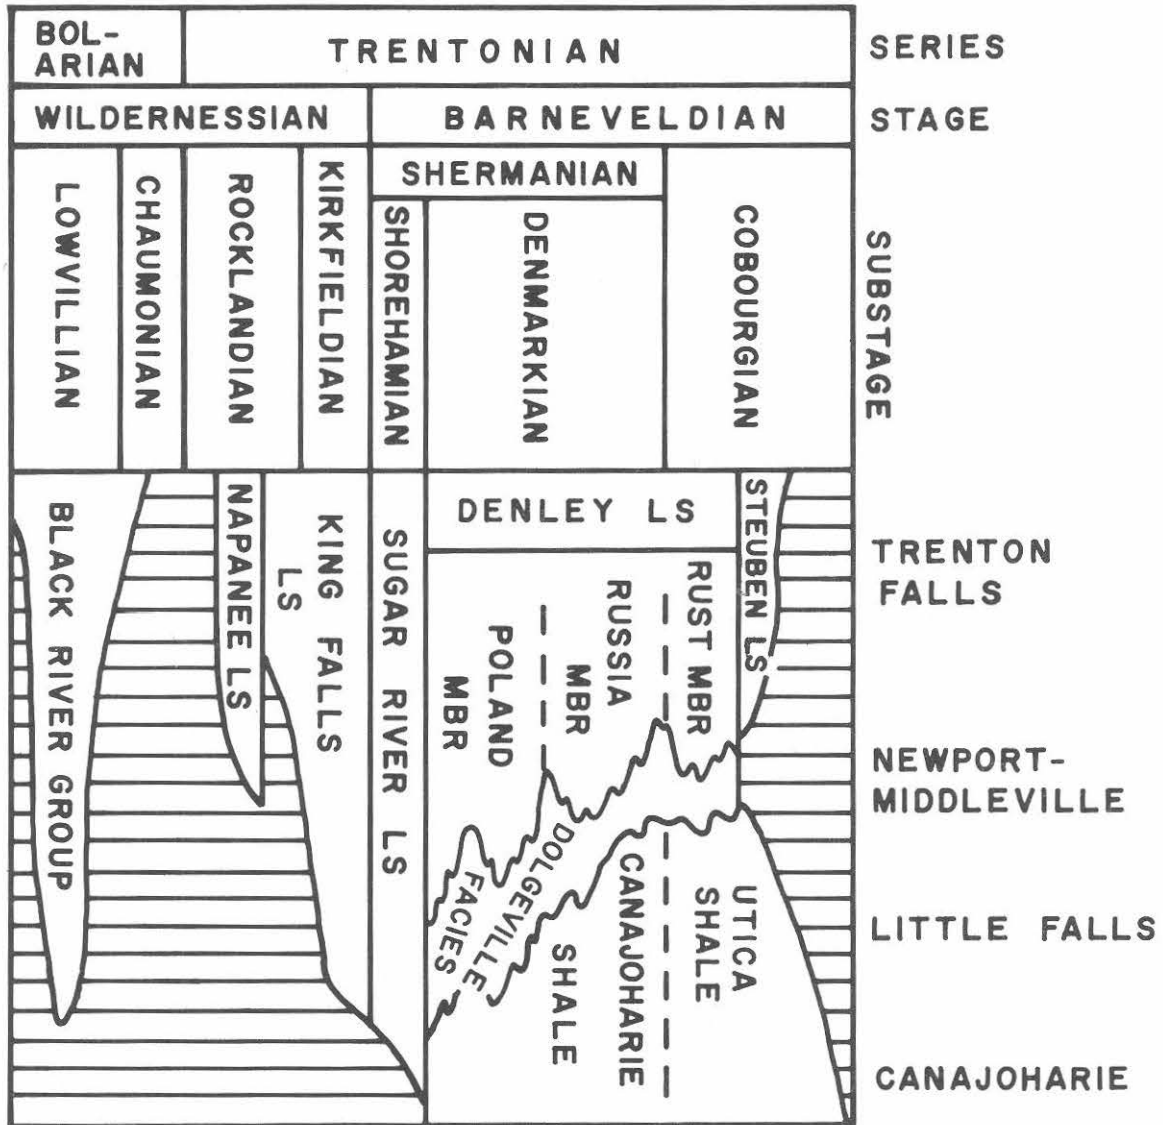 BOL-
ARIAN
TRENTONIAN
SERIES
WILDERNESSIAN
BARNEVELDIAN
STAGE
LOWVILLIAN
CHAUMONIAN
ROCKLANDIAN
KIRKFIELDIAN
SHERMANIAN
SHOREHAMIAN
DENMARKIAN
COBOURGIAN
SUBSTAGE
BLACK RIVER GROUP
NAPANEE LS
KING FALLS
LS
SUGAR RIVER LS
DENLEY LS
POLAND
MBR
RUSSIA
MBR
RUST MBR
STEUBEN LS
DOLGEVILLE
FACIES
CANAJOHARIE
SHALE
UTICA
SHALE
TRENTON
FALLS
NEWPORT-
MIDDLEVILLE
LITTLE FALLS
CANAJOHARIE